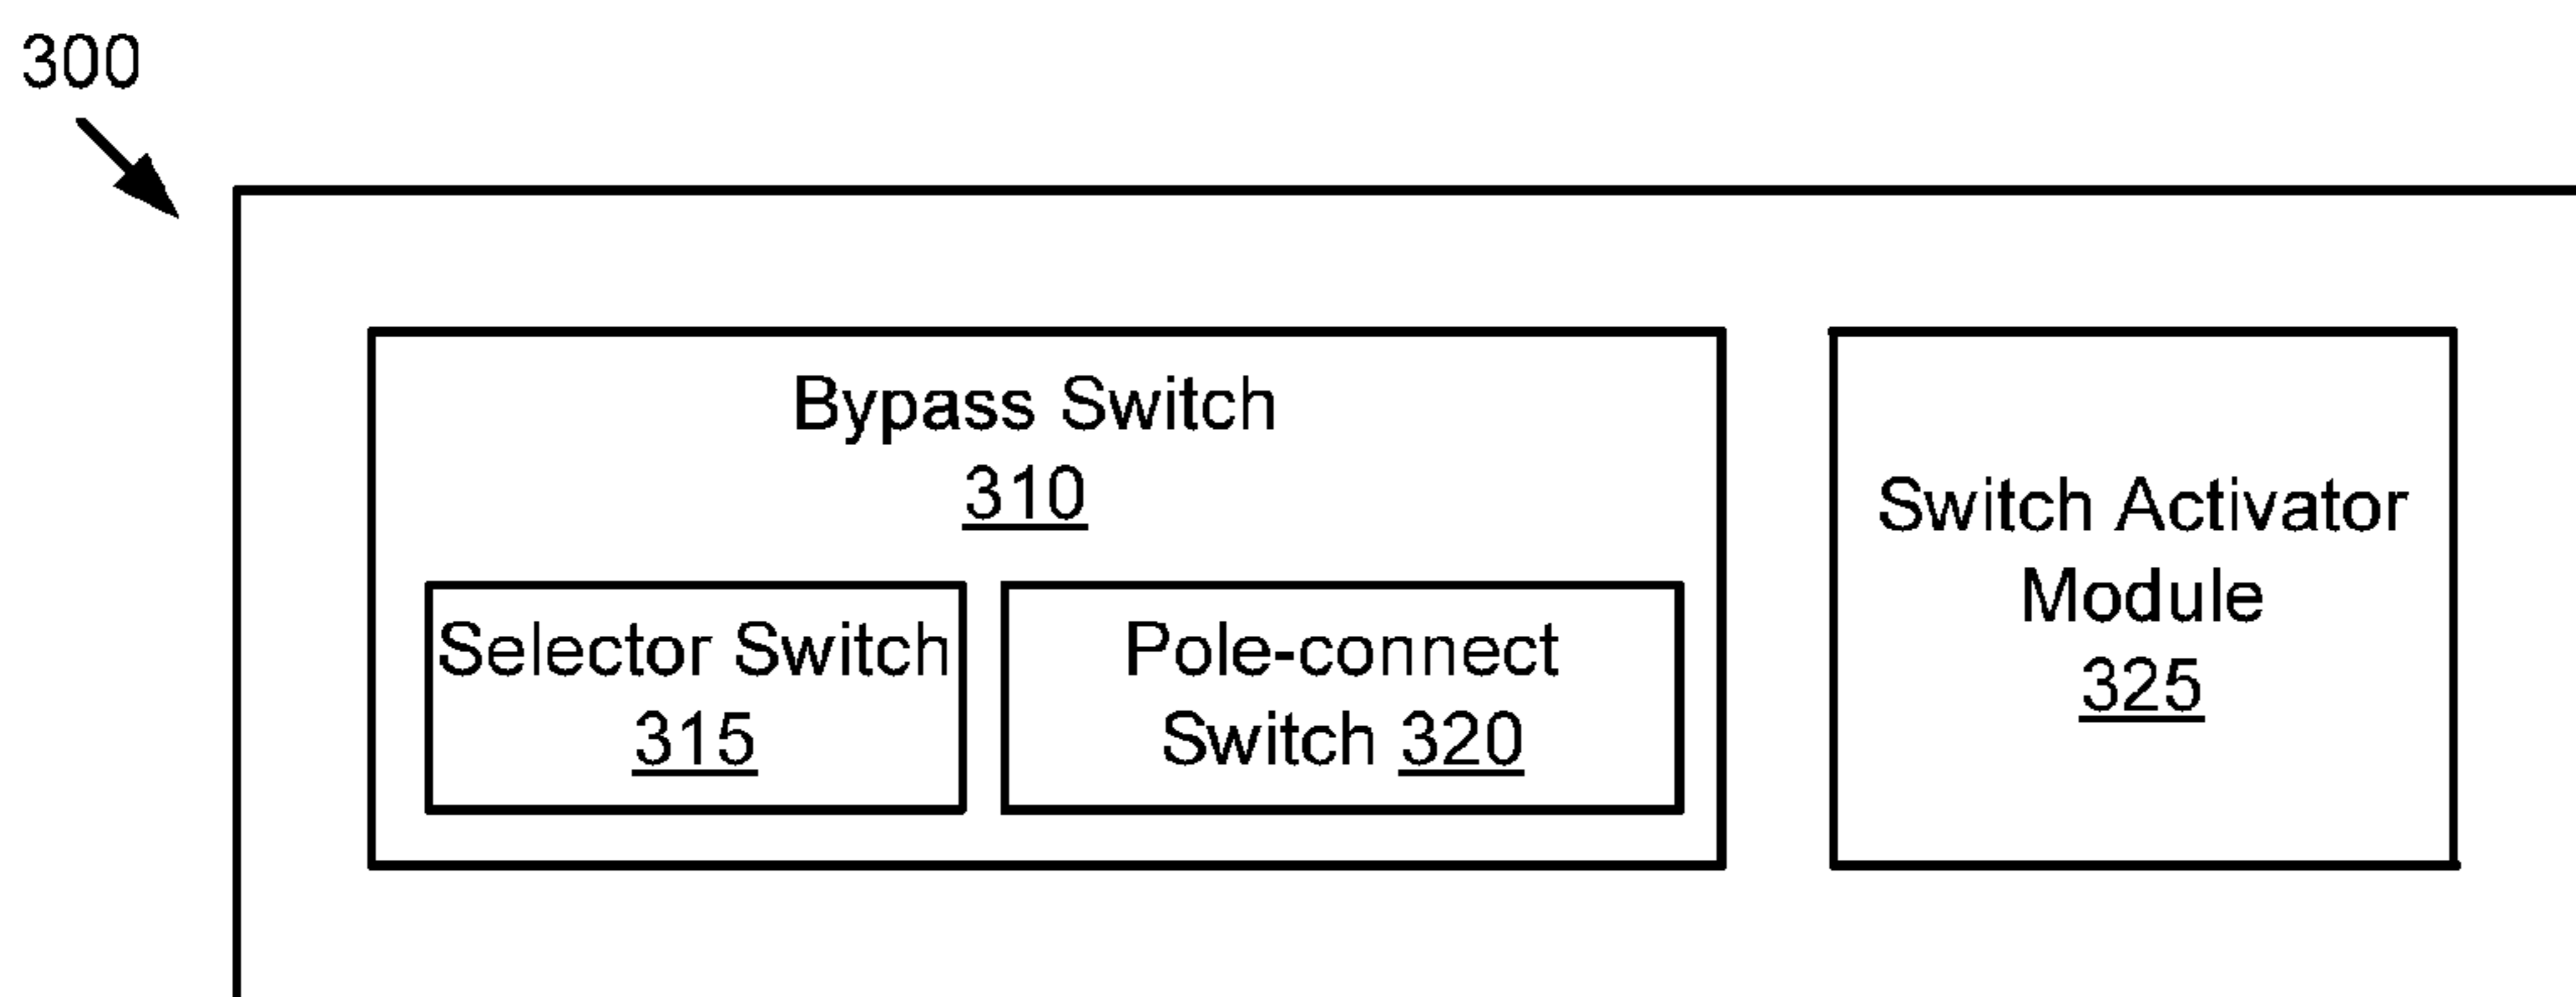 300
Bypass Switch
310
Selector Switch
315
Pole-connect
Switch 320
Switch Activator
Module
325